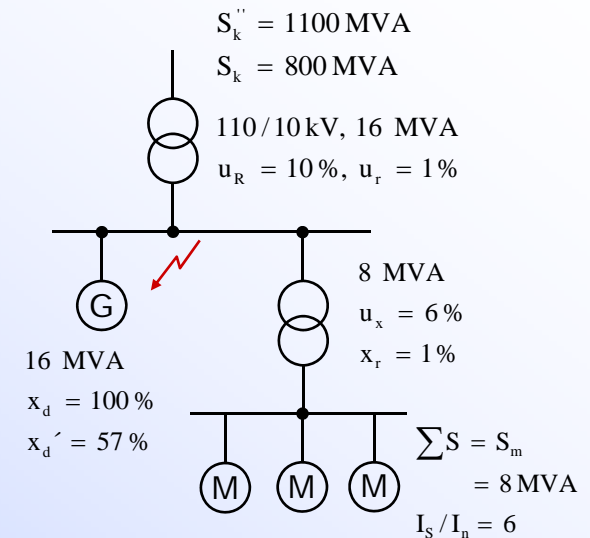 S_k'' = 1100 MVA
S_k = 800 MVA
110/10 kV, 16 MVA
u_R = 10 %, u_r = 1 %
G
16 MVA
x_d = 100 %
x_d´ = 57 %
8 MVA
u_x = 6 %
x_r = 1 %
M M M
∑S = S_m
= 8 MVA
I_S / I_n = 6